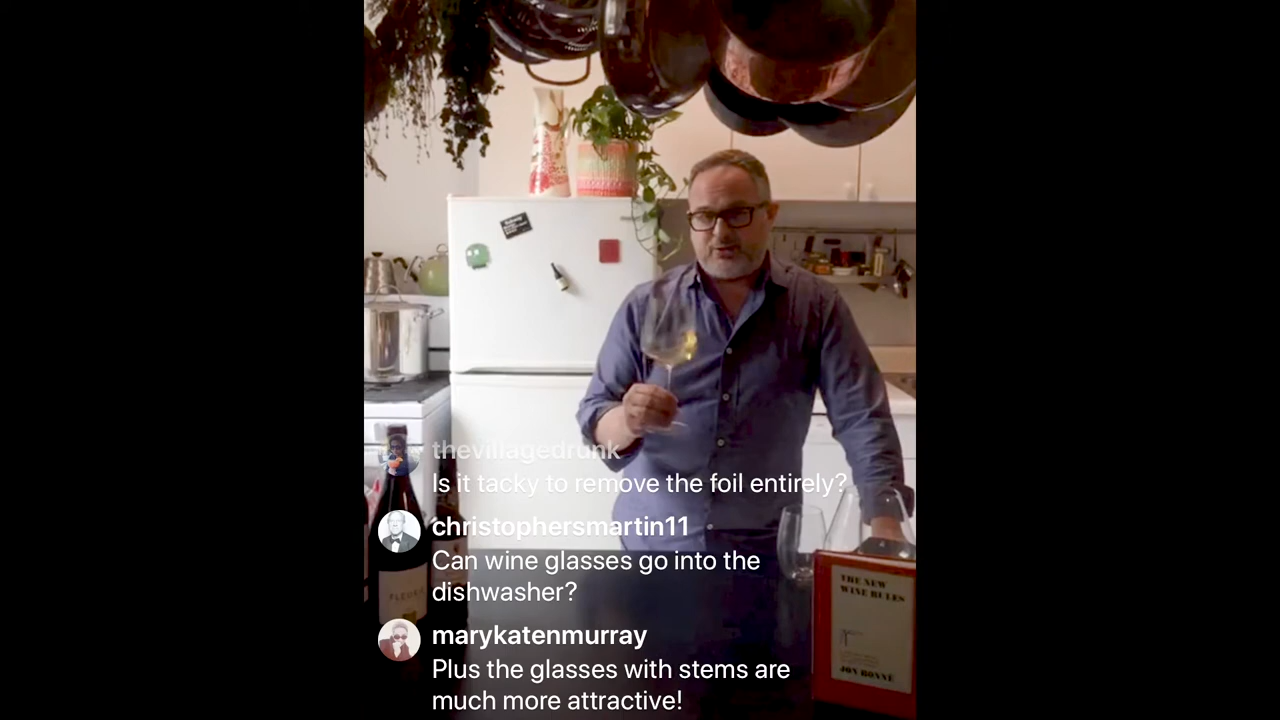 thevillagedrunk
Is it tacky to remove the foil entirely?
christophersmartin11
Can wine glasses go into the
dishwasher?
marykatenmurray
Plus the glasses with stems are
much more attractive!
FLEURIE
THE NEW
WINE RULES
JON BONNÉ